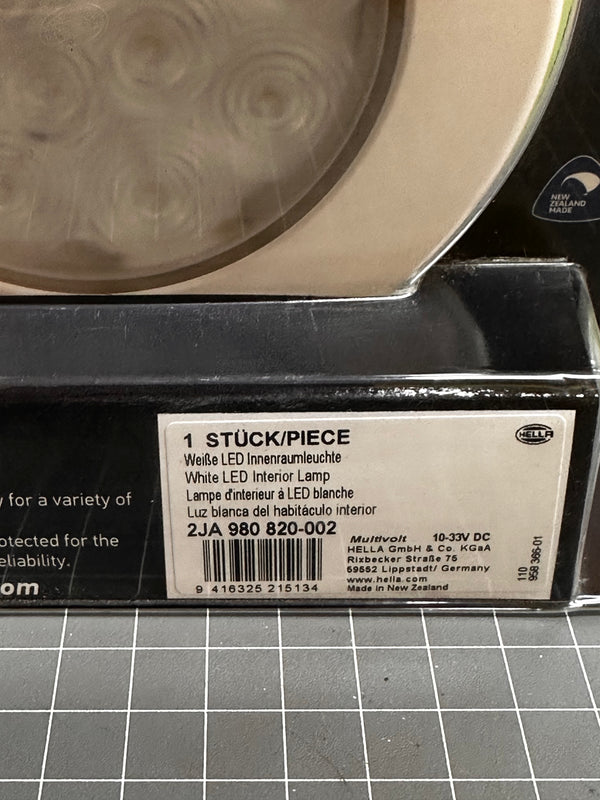 NEW
ZEALAND
MADE
1 STÜCK/PIECE
HELLA
Weiße LED Innenraumleuchte
White LED Interior Lamp
Lampe d'interieur à LED blanche
Luz blanca del habitáculo interior
2JA 980 820-002
Multivolt 10-33V DC
HELLA GmbH & Co. KGaA
Rixbecker Straße 75
59552 Lippstadt/ Germany
www.hella.com
Made in New Zealand
9 416325 215134
110
958 366-01
for a variety of
otected for the
eliability.
om